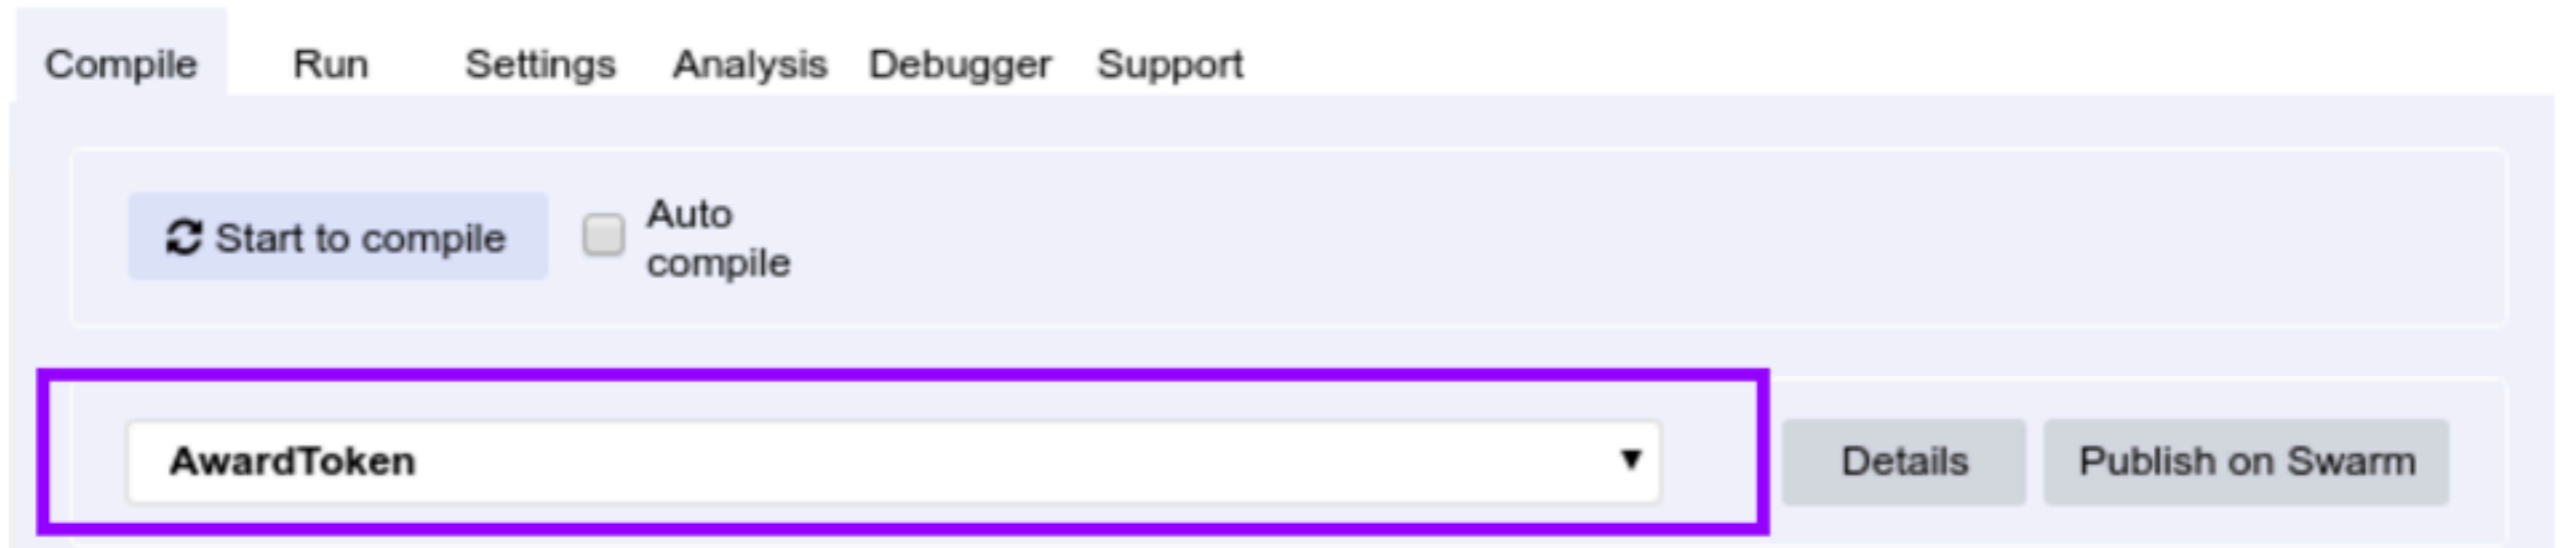 Compile Run Settings Analysis Debugger Support
Start to compile
Auto
compile
AwardToken
Details
Publish on Swarm